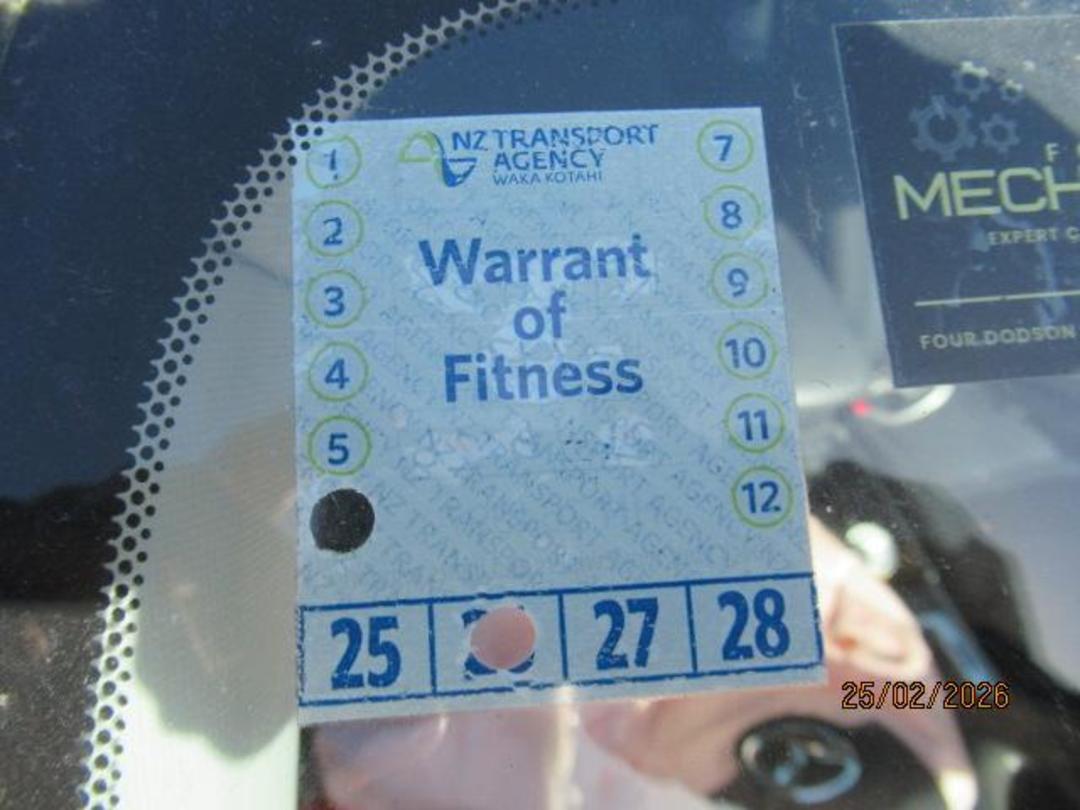 NZ TRANSPORT
AGENCY
WAKA KOTAHI
1
2
3
4
5
7
8
9
10
11
12
Warrant
of
Fitness
25
27
28
MECH
EXPERT C
FOUR DODSON
25/02/2026